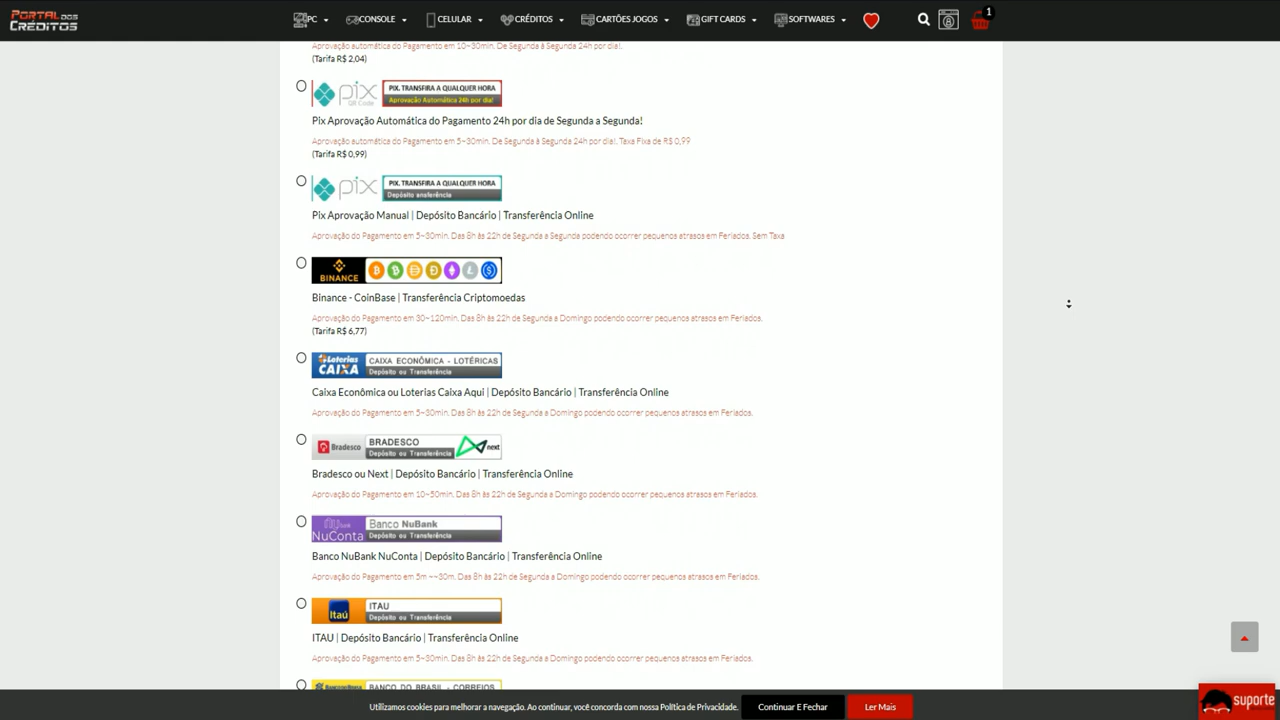 PORTAL DOS CRÉDITOS
PC
CONSOLE
CELULAR
CRÉDITOS
CARTÕES JOGOS
GIFT CARDS
SOFTWARES
1
Aprovação automática do Pagamento em 10~30min. De Segunda à Segunda 24h por dia!.
(Tarifa R$ 2,04)
pix
QR Code
PIX. TRANSFIRA A QUALQUER HORA
Aprovação Automática 24h por dia!
Pix Aprovação Automática do Pagamento 24h por dia de Segunda a Segunda!
Aprovação automática do Pagamento em 5~30min. De Segunda à Segunda 24h por dia!. Taxa Fixa de R$ 0,99
(Tarifa R$ 0,99)
pix
PIX. TRANSFIRA A QUALQUER HORA
Depósito ansferência
Pix Aprovação Manual | Depósito Bancário | Transferência Online
Aprovação do Pagamento em 5~30min. Das 8h às 22h de Segunda a Segunda podendo ocorrer pequenos atrasos em Feriados. Sem Taxa
BINANCE
Binance - CoinBase | Transferência Criptomoedas
Aprovação do Pagamento em 30~120min. Das 8h às 22h de Segunda a Domingo podendo ocorrer pequenos atrasos em Feriados.
(Tarifa R$ 6,77)
Loterias CAIXA
CAIXA ECONÔMICA - LOTÉRICAS
Depósito ou Transferência
Caixa Econômica ou Loterias Caixa Aqui | Depósito Bancário | Transferência Online
Aprovação do Pagamento em 5~30min. Das 8h às 22h de Segunda a Domingo podendo ocorrer pequenos atrasos em Feriados.
Bradesco
BRADESCO
Depósito ou Transferência
next
Bradesco ou Next | Depósito Bancário | Transferência Online
Aprovação do Pagamento em 10~50min. Das 8h às 22h de Segunda a Domingo podendo ocorrer pequenos atrasos em Feriados.
NuConta
Banco NuBank
Depósito ou Transferência
Banco NuBank NuConta | Depósito Bancário | Transferência Online
Aprovação do Pagamento em 5m ~~30m. Das 8h às 22h de Segunda a Domingo podendo ocorrer pequenos atrasos em Feriados.
Itaú
ITAU
Depósito ou Transferência
ITAU | Depósito Bancário | Transferência Online
Aprovação do Pagamento em 5~30min. Das 8h às 22h de Segunda a Domingo podendo ocorrer pequenos atrasos em Feriados.
BANCO DO BRASIL - CORREIOS
Utilizamos cookies para melhorar a navegação. Ao continuar, você concorda com nossa Política de Privacidade.
Continuar E Fechar
Ler Mais
suporte